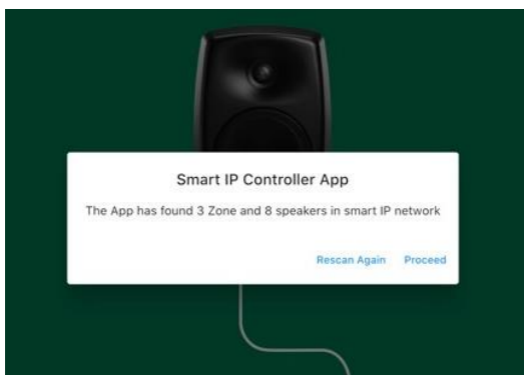 Smart IP Controller App
The App has found 3 Zone and 8 speakers in smart IP network
Rescan Again Proceed